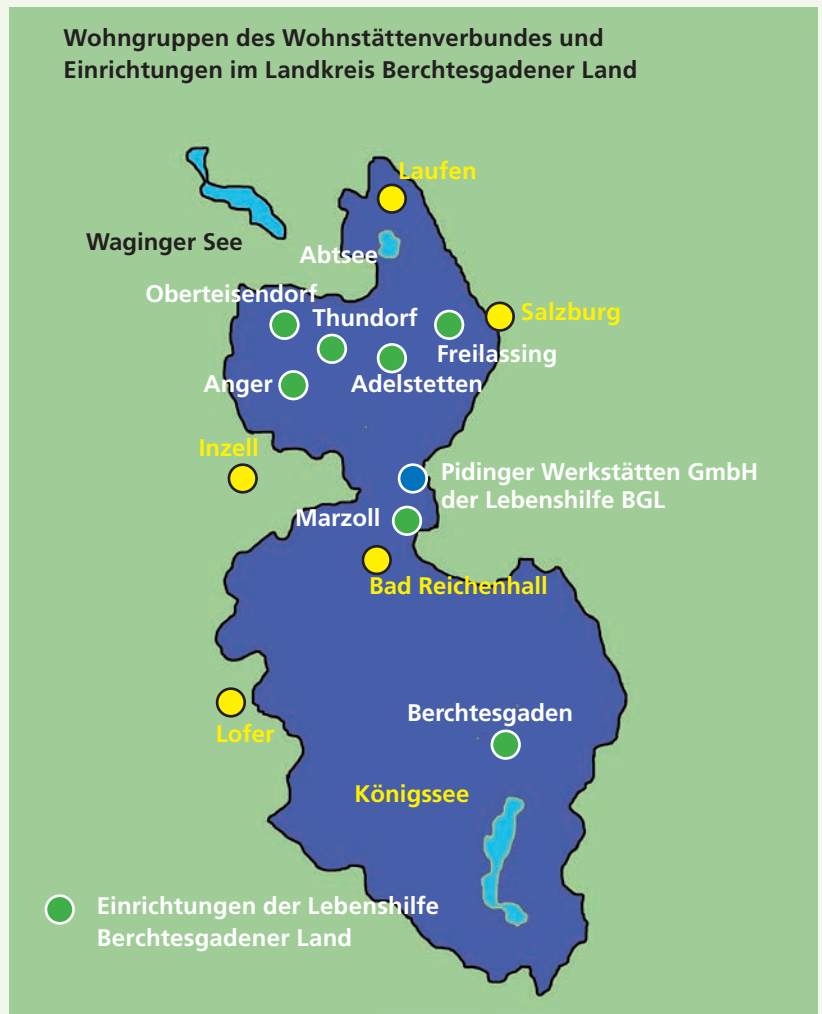 Wohngruppen des Wohnstättenverbundes und
Einrichtungen im Landkreis Berchtesgadener Land
Laufen
Waginger See
Abtsee
Oberteisendorf
Thundorf
Salzburg
Freilassing
Anger
Adelstetten
Inzell
Pidinger Werkstätten GmbH
der Lebenshilfe BGL
Marzoll
Bad Reichenhall
Berchtesgaden
Lofer
Königssee
Einrichtungen der Lebenshilfe
Berchtesgadener Land